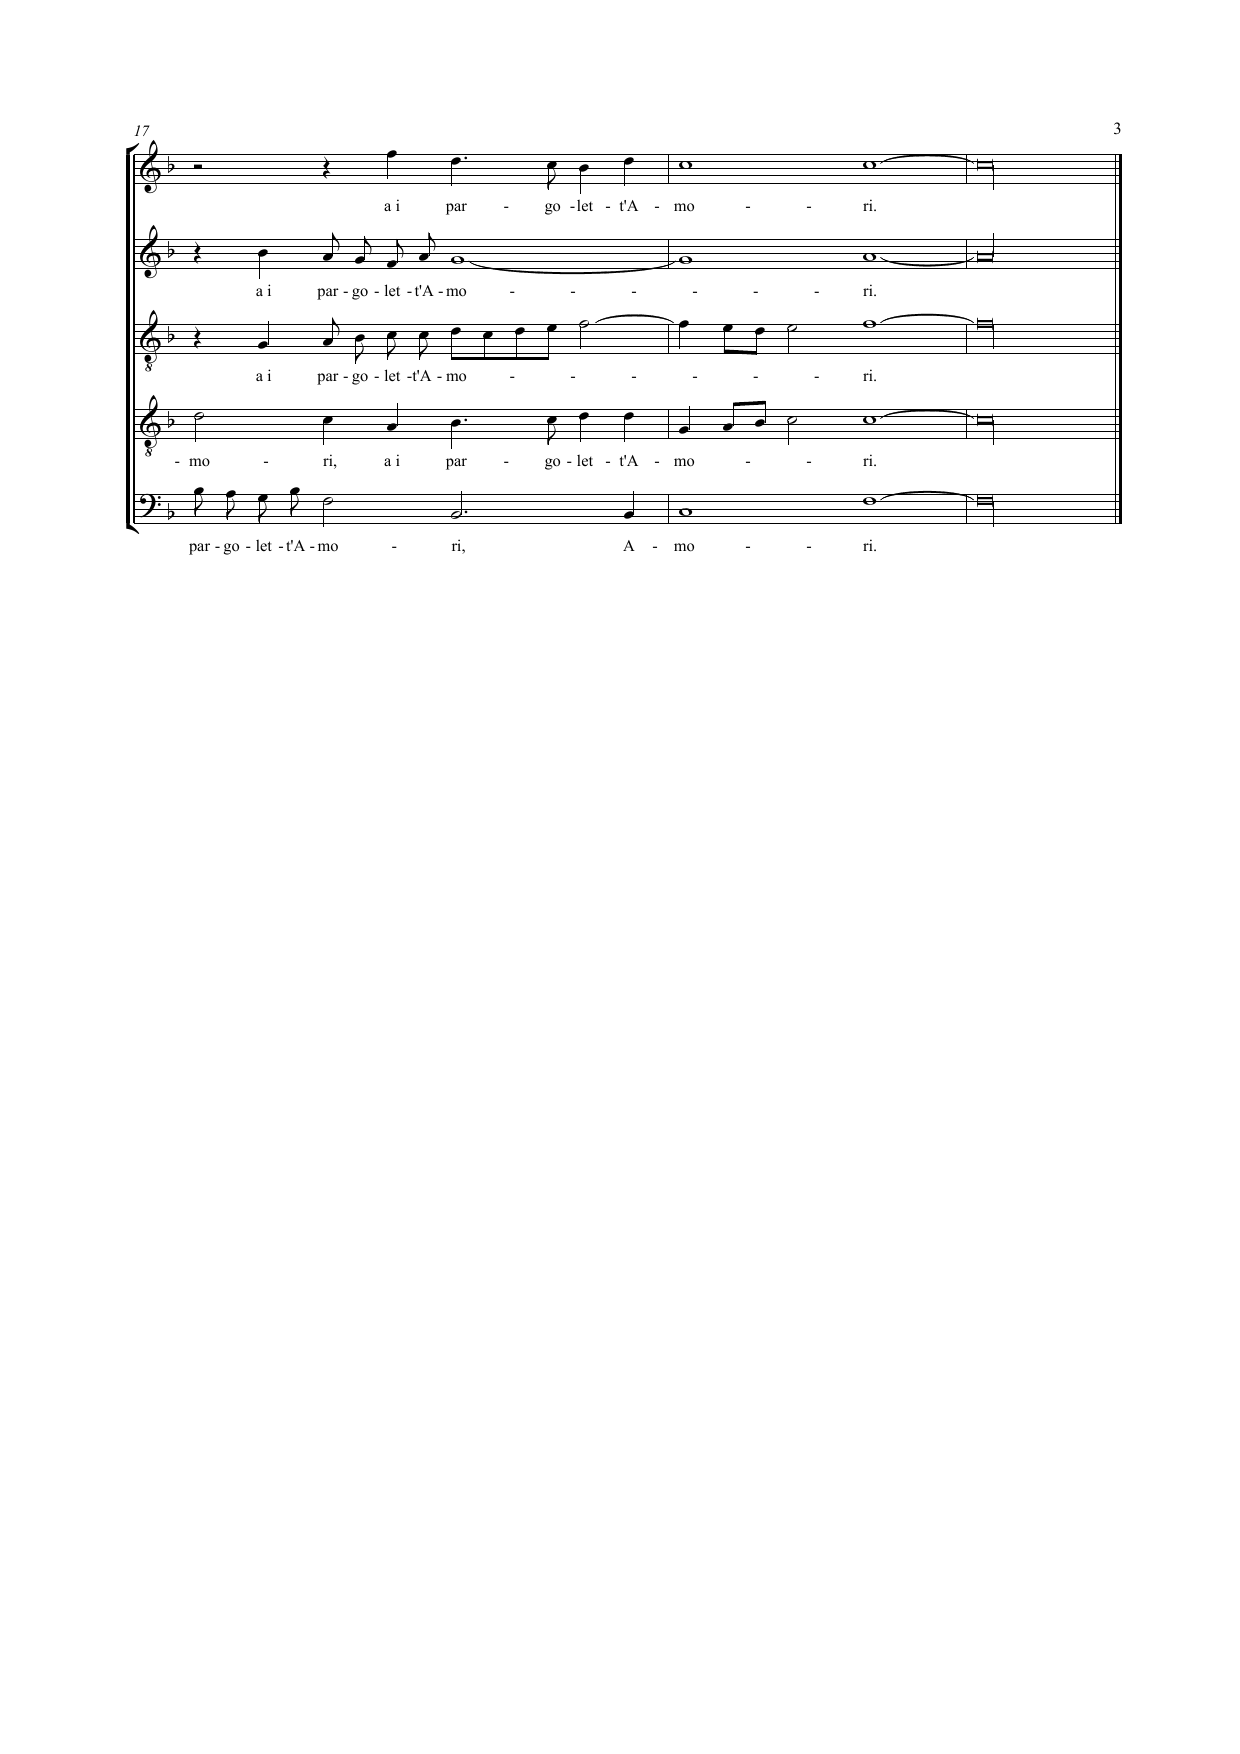 17
3
a i par - go - let - t'A - mo - - ri.
a i par - go - let - t'A - mo - - - - - - ri.
a i par - go - let - t'A - mo - - - - - - ri.
- mo - ri, a i par - go - let - t'A - mo - - ri.
par - go - let - t'A - mo - ri, A - mo - - ri.